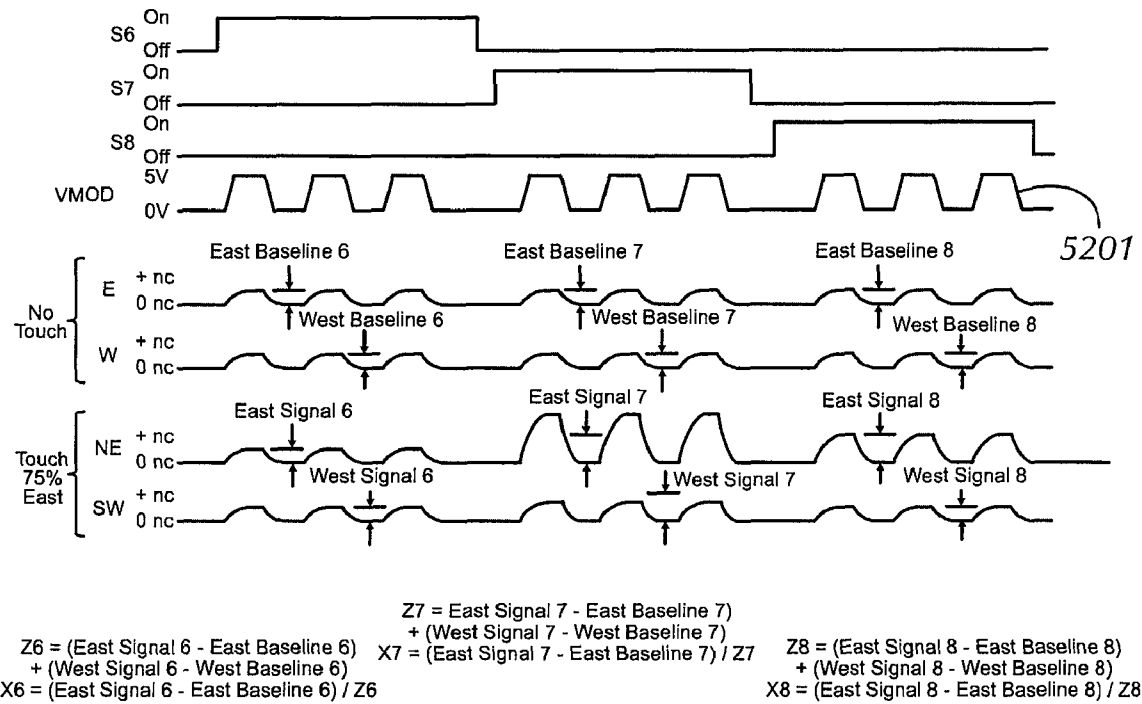 S6 On
Off
S7 On
Off
S8 On
Off
VMOD 5V
0V
5201
East Baseline 6 East Baseline 7 East Baseline 8
No Touch
E + nc
0 nc
West Baseline 6 West Baseline 7 West Baseline 8
W + nc
0 nc
East Signal 6 East Signal 7 East Signal 8
Touch 75% East
NE + nc
0 nc
West Signal 6 West Signal 7 West Signal 8
SW + nc
0 nc
Z6 = (East Signal 6 - East Baseline 6)
+ (West Signal 6 - West Baseline 6)
X6 = (East Signal 6 - East Baseline 6) / Z6
Z7 = East Signal 7 - East Baseline 7)
+ (West Signal 7 - West Baseline 7)
X7 = (East Signal 7 - East Baseline 7) / Z7
Z8 = (East Signal 8 - East Baseline 8)
+ (West Signal 8 - West Baseline 8)
X8 = (East Signal 8 - East Baseline 8) / Z8